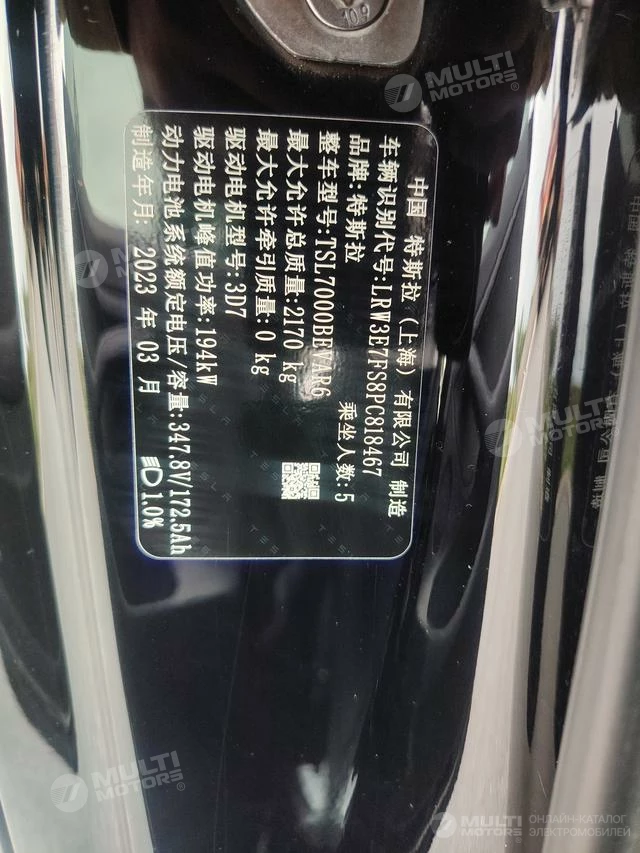 109
MULTI MOTORS®
中国 特斯拉（上海）有限公司 制造
车辆识别代号:LRW3E7FS8PC818467
品牌:特斯拉
整车型号:TSL7000BEVAR6 乘坐人数:5
最大允许总质量:2170 kg
最大允许牵引质量:0 kg
驱动电机型号:3D7
驱动电机峰值功率:194kW
动力电池系统额定电压/容量:347.8V/172.5Ah
制造年月: 2023 年 03 月 1.0%
TESLA
MULTI MOTORS®
MULTI MOTORS®
ОНЛАЙН-КАТАЛОГ
ЭЛЕКТРОМОБИЛЕЙ